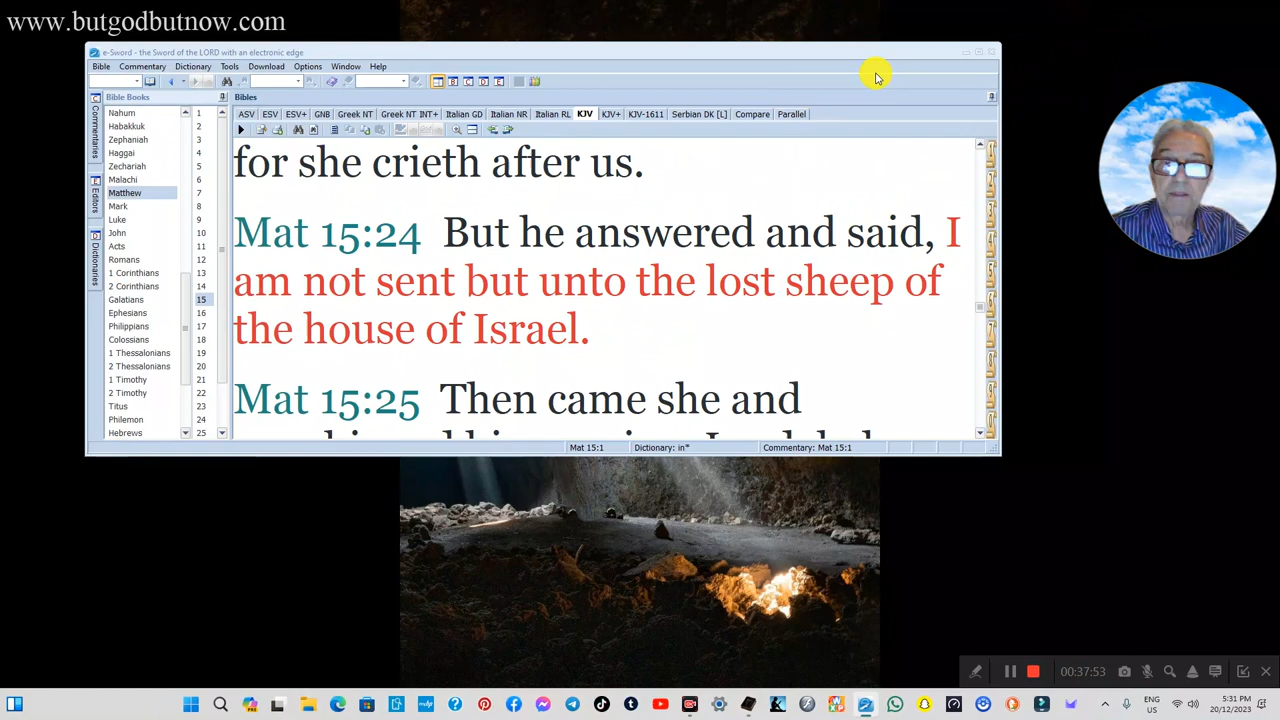 www.butgodbutnow.com
e-Sword - the Sword of the LORD with an electronic edge
Bible Commentary Dictionary Tools Download Options Window Help
Bible Books
Bibles
Commentaries
Editors
Dictionaries
ASV ESV ESV+ GNB Greek NT Greek NT INT+ Italian GD Italian NR Italian RL KJV KJV+ KJV-1611 Serbian DK [L] Compare Parallel
Nahum 1
Habakkuk 2
Zephaniah 3
Haggai 4
Zechariah 5
Malachi 6
Matthew 7
Mark 8
Luke 9
John 10
Acts 11
Romans 12
1 Corinthians 13
2 Corinthians 14
Galatians 15
Ephesians 16
Philippians 17
Colossians 18
1 Thessalonians 19
2 Thessalonians 20
1 Timothy 21
2 Timothy 22
Titus 23
Philemon 24
Hebrews 25
for she crieth after us.
Mat 15:24 But he answered and said, I
am not sent but unto the lost sheep of
the house of Israel.
Mat 15:25 Then came she and
Mat 15:1 Dictionary: in* Commentary: Mat 15:1
00:37:53
ENG
US
5:31 PM
20/12/2023